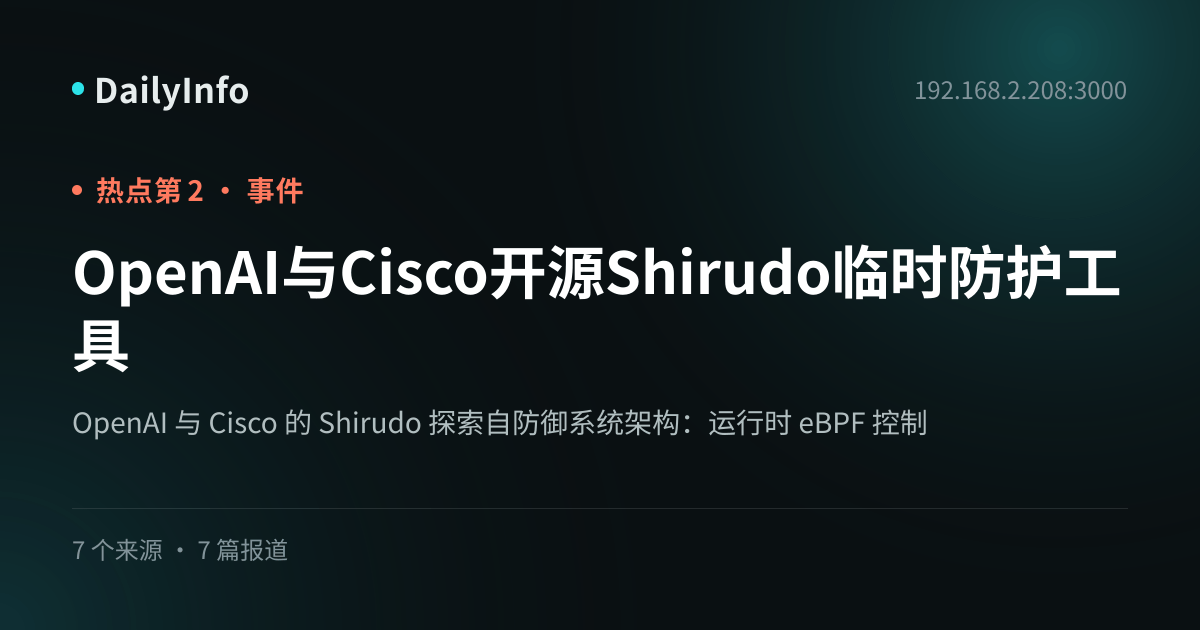 DailyInfo
192.168.2.208:3000
热点第 2 · 事件
OpenAI与Cisco开源Shirudo临时防护工
具
OpenAI 与 Cisco 的 Shirudo 探索自防御系统架构：运行时 eBPF 控制
7 个来源 · 7 篇报道